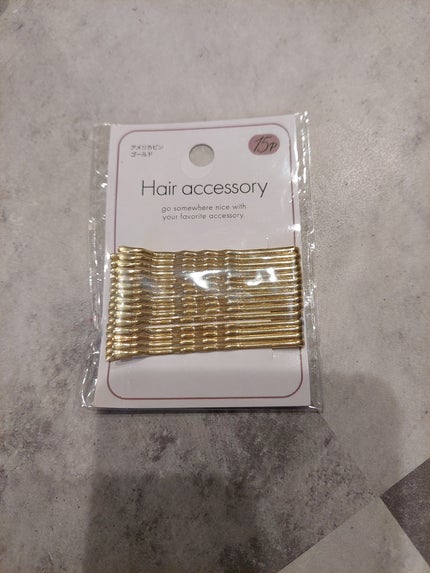 アメリカピン
ゴールド
15p
Hair accessory
go somewhere nice with
your favorite accessory.